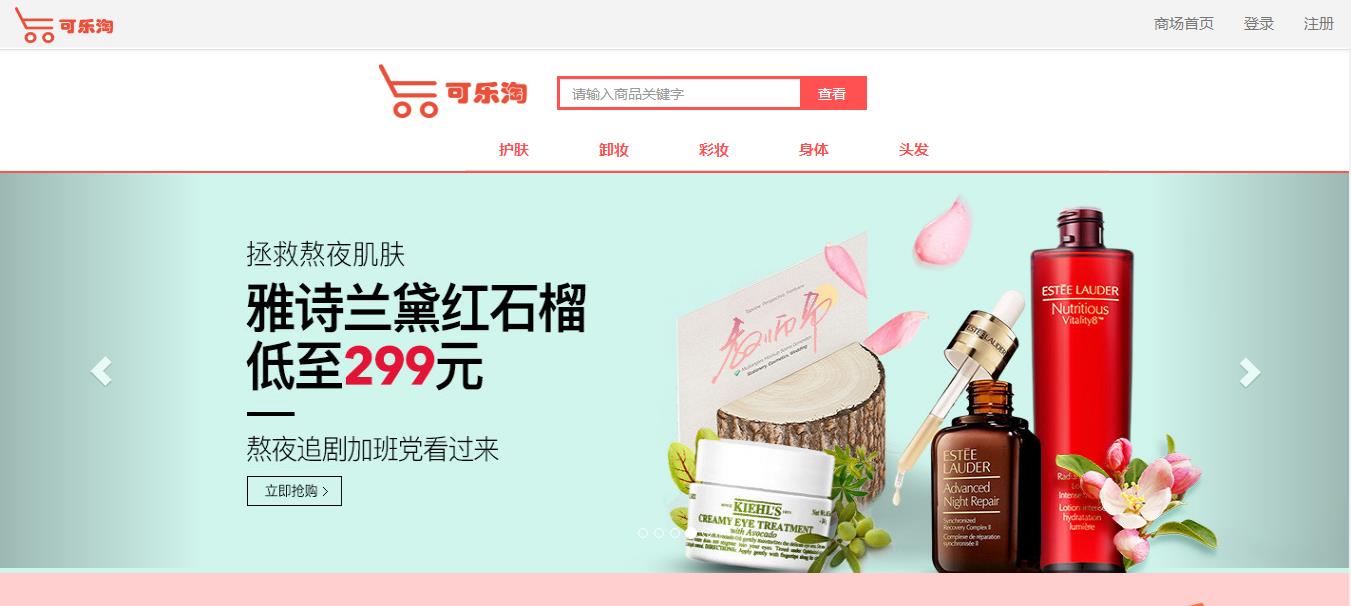 可乐淘
商场首页 登录 注册
可乐淘
请输入商品关键字 查看
护肤 卸妆 彩妆 身体 头发
拯救熬夜肌肤
雅诗兰黛红石榴
低至299元
熬夜追剧加班党看过来
立即抢购 >
ESTĒE LAUDER
Nutritious
Vitality8™
ESTĒE LAUDER
ESTĒE
LAUDER
Advanced
Night Repair
Synchronized
Recovery Complex II
Complexe de réparation
synchronisée II
KIEHL'S
CREAMY EYE TREATMENT
with Avocado
Lotion intense
hydratation
lumière